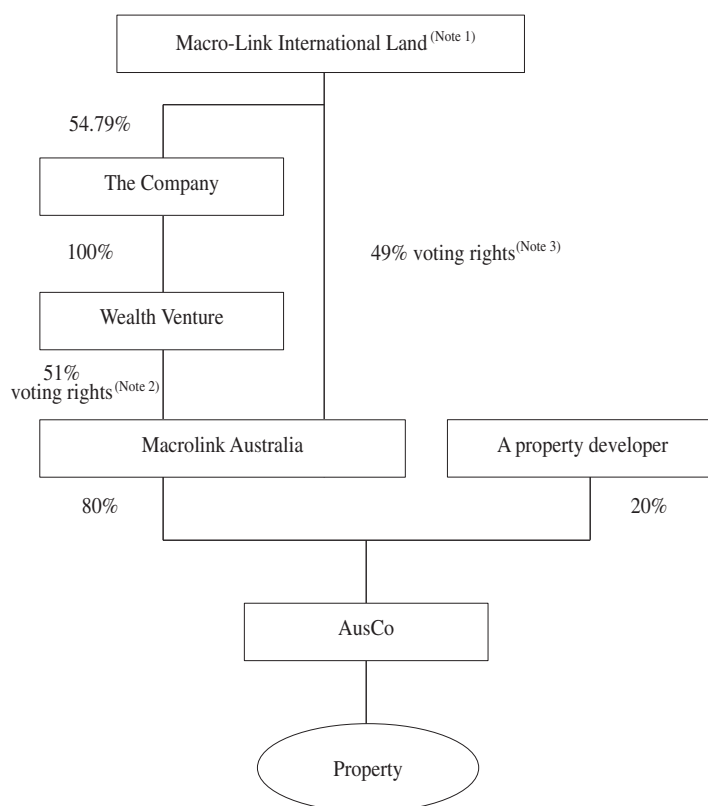 Macro-Link International Land (Note 1)
54.79%
The Company
100%
49% voting rights (Note 3)
Wealth Venture
51%
voting rights (Note 2)
Macrolink Australia
A property developer
80%
20%
AusCo
Property